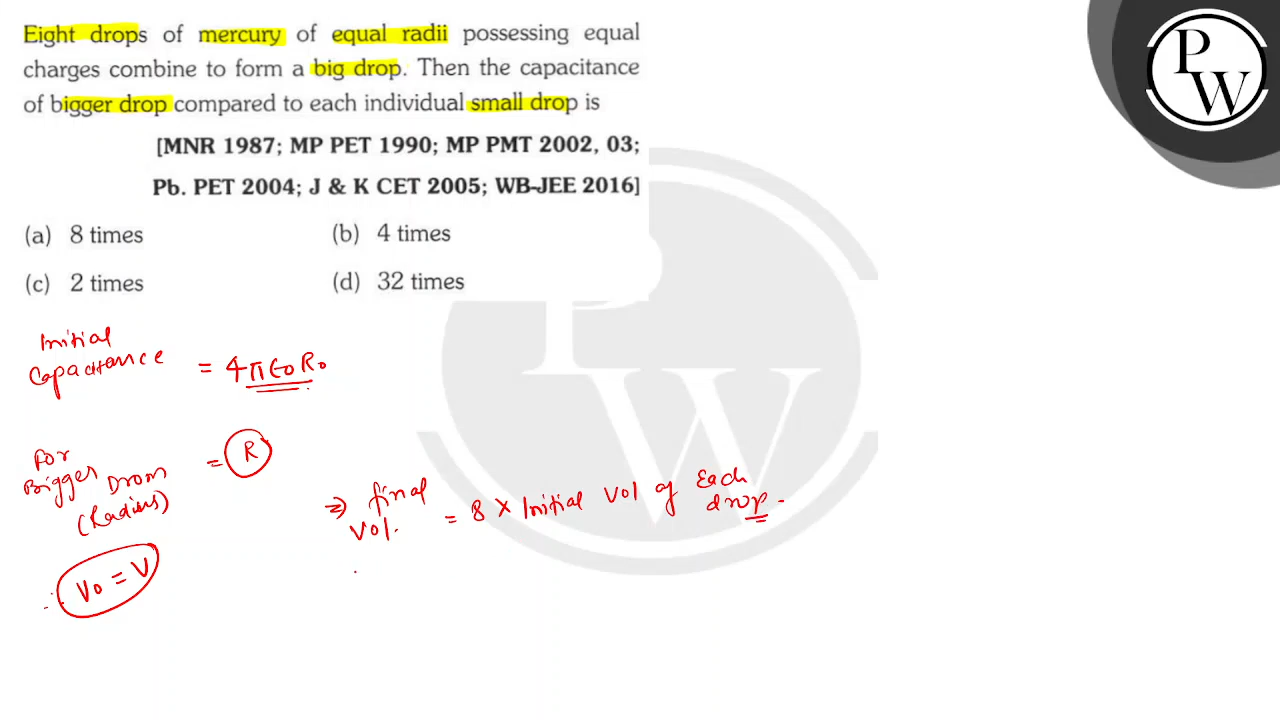 Eight drops of mercury of equal radii possessing equal
charges combine to form a big drop. Then the capacitance
of bigger drop compared to each individual small drop is
[MNR 1987; MP PET 1990; MP PMT 2002, 03;
Pb. PET 2004; J & K CET 2005; WB-JEE 2016]
(a) 8 times (b) 4 times
(c) 2 times (d) 32 times
Initial
Capacitance = 4πε0R0
For
Bigger Drom = R
(Radius)
V0 = V
⇒ final
Vol. = 8 × Initial Vol of Each
drop.
P
W
P
W